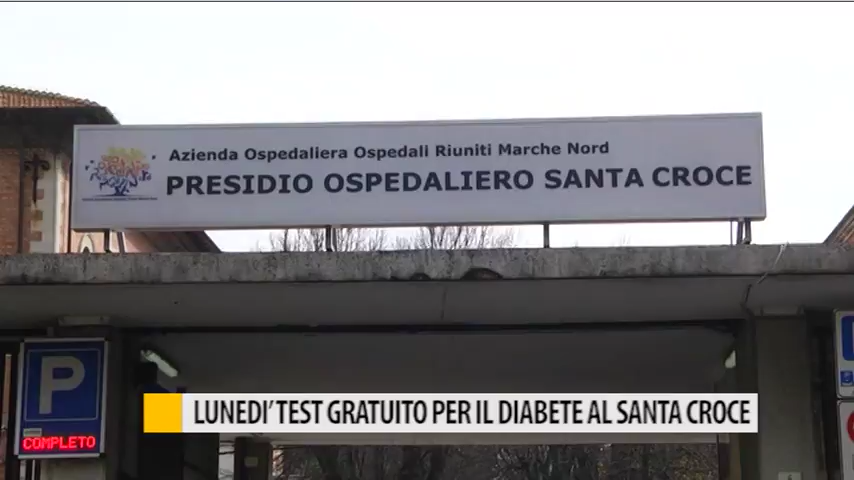 Azienda Ospedaliera Ospedali Riuniti Marche Nord
PRESIDIO OSPEDALIERO SANTA CROCE
P
COMPLETO
LUNEDI' TEST GRATUITO PER IL DIABETE AL SANTA CROCE